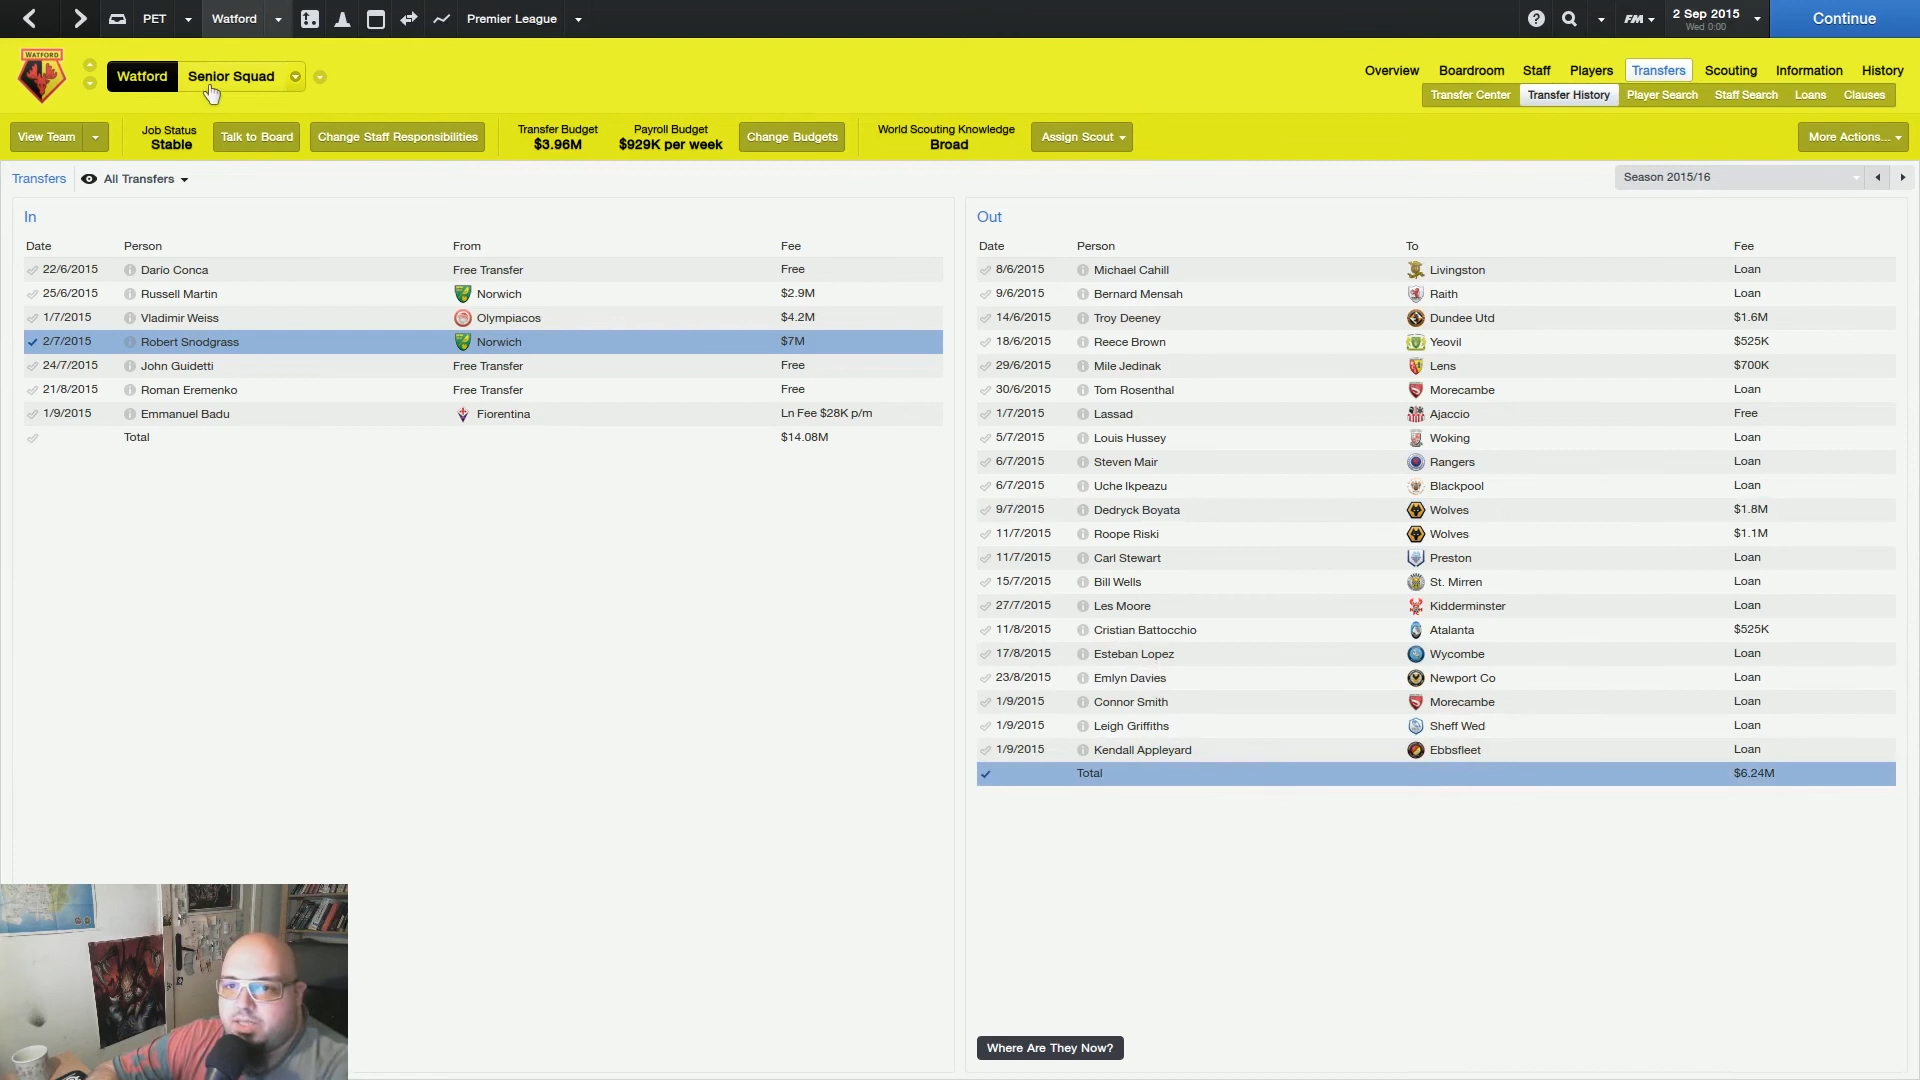 PET Watford Premier League FM 2 Sep 2015 Continue
Wed 0:00
WATFORD
Watford Senior Squad
Overview Boardroom Staff Players Transfers Scouting Information History
Transfer Center Transfer History Player Search Staff Search Loans Clauses
View Team Job Status Talk to Board Change Staff Responsibilities Transfer Budget Payroll Budget Change Budgets World Scouting Knowledge Assign Scout More Actions...
Stable $3.96M $929K per week Broad
Transfers All Transfers Season 2015/16
In
Date Person From Fee
22/6/2015 Darío Conca Free Transfer Free
25/6/2015 Russell Martin Norwich $2.9M
1/7/2015 Vladimir Weiss Olympiacos $4.2M
2/7/2015 Robert Snodgrass Norwich $7M
24/7/2015 John Guidetti Free Transfer Free
21/8/2015 Roman Eremenko Free Transfer Free
1/9/2015 Emmanuel Badu Fiorentina Ln Fee $28K p/m
Total $14.08M
Out
Date Person To Fee
8/6/2015 Michael Cahill Livingston Loan
9/6/2015 Bernard Mensah Raith Loan
14/6/2015 Troy Deeney Dundee Utd $1.6M
18/6/2015 Reece Brown Yeovil $525K
29/6/2015 Mile Jedinak Lens $700K
30/6/2015 Tom Rosenthal Morecambe Loan
1/7/2015 Lassad Ajaccio Free
5/7/2015 Louis Hussey Woking Loan
6/7/2015 Steven Mair Rangers Loan
6/7/2015 Uche Ikpeazu Blackpool Loan
9/7/2015 Dedryck Boyata Wolves $1.8M
11/7/2015 Roope Riski Wolves $1.1M
11/7/2015 Carl Stewart Preston Loan
15/7/2015 Bill Wells St. Mirren Loan
27/7/2015 Les Moore Kidderminster Loan
11/8/2015 Cristian Battocchio Atalanta $525K
17/8/2015 Esteban Lopez Wycombe Loan
23/8/2015 Emlyn Davies Newport Co Loan
1/9/2015 Connor Smith Morecambe Loan
1/9/2015 Leigh Griffiths Sheff Wed Loan
1/9/2015 Kendall Appleyard Ebbsfleet Loan
Total $6.24M
Where Are They Now?